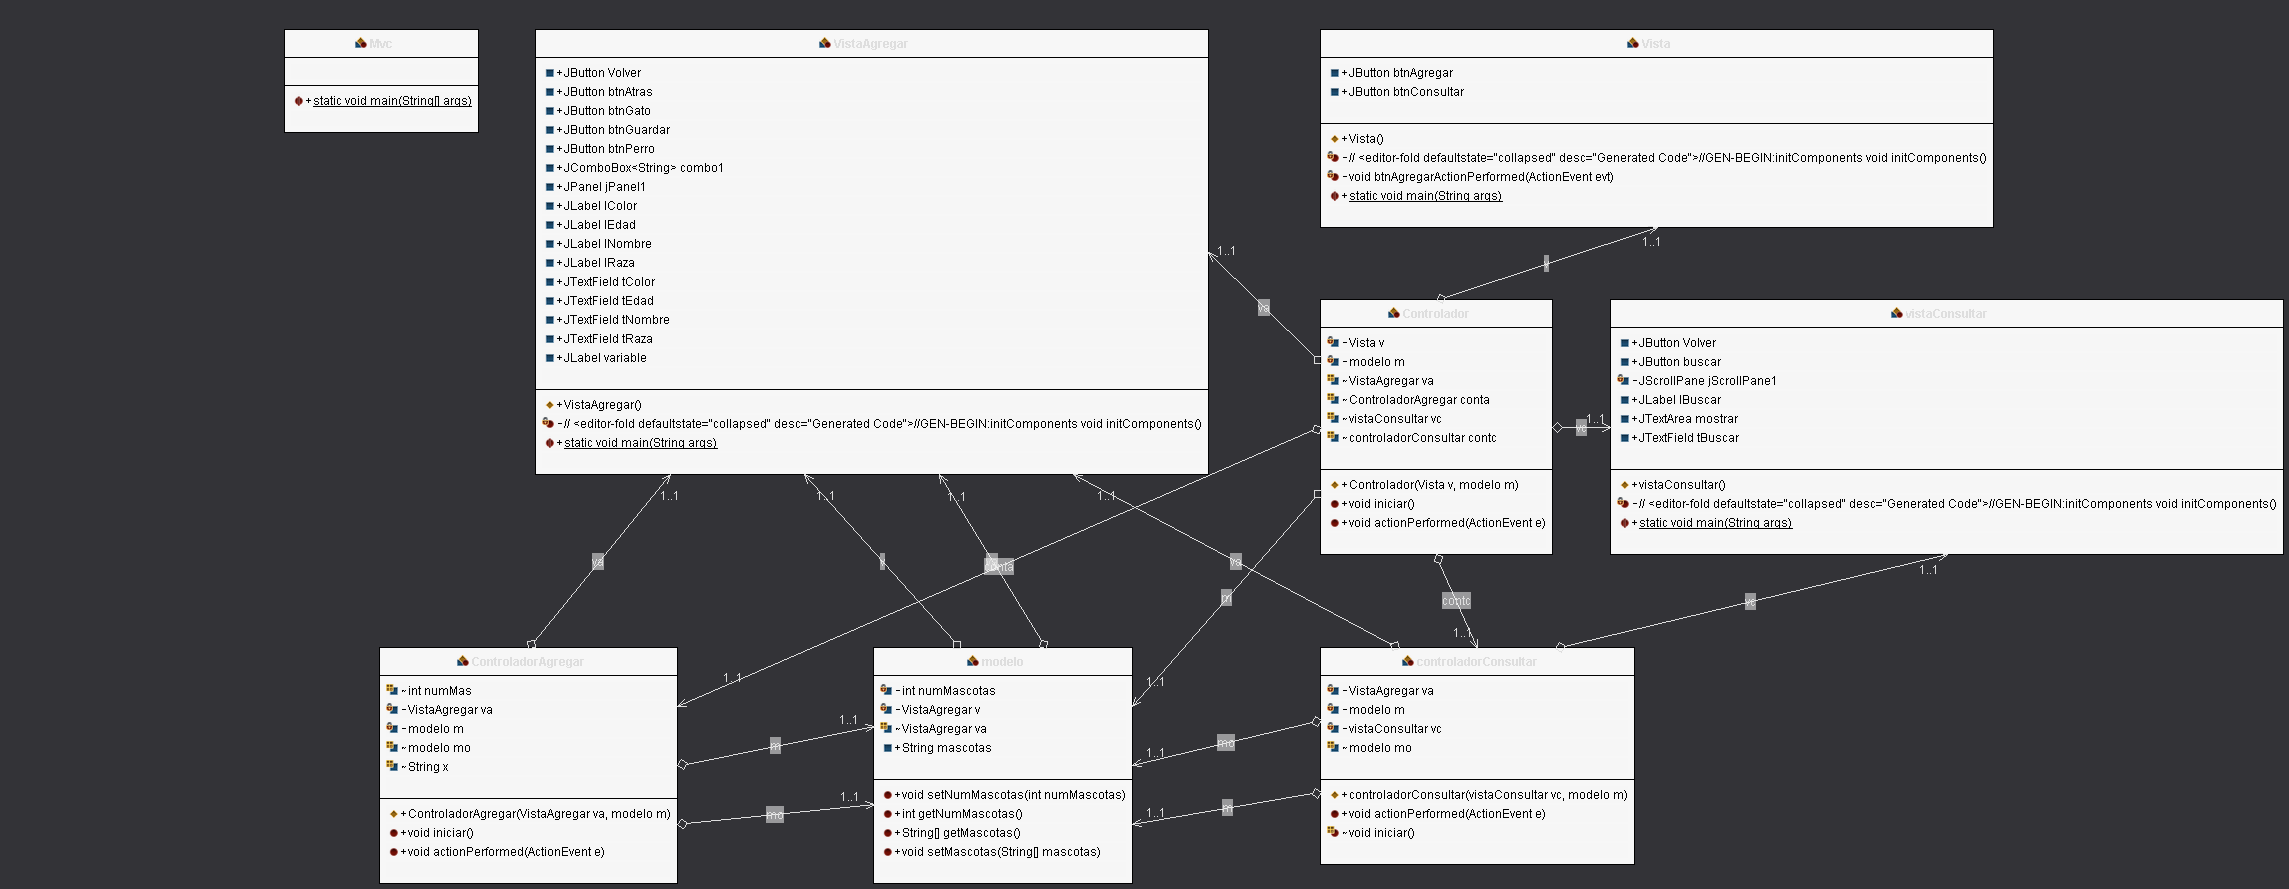 Mvc
+static void main(String[] args)
VistaAgregar
+JButton Volver
+JButton btnAtras
+JButton btnGato
+JButton btnGuardar
+JButton btnPerro
+JComboBox<String> combo1
+JPanel jPanel1
+JLabel lColor
+JLabel lEdad
+JLabel lNombre
+JLabel lRaza
+JTextField tColor
+JTextField tEdad
+JTextField tNombre
+JTextField tRaza
+JLabel variable
+VistaAgregar()
-// <editor-fold defaultstate="collapsed" desc="Generated Code">//GEN-BEGIN:initComponents void initComponents()
+static void main(String args)
Vista
+JButton btnAgregar
+JButton btnConsultar
+Vista()
-// <editor-fold defaultstate="collapsed" desc="Generated Code">//GEN-BEGIN:initComponents void initComponents()
-void btnAgregarActionPerformed(ActionEvent evt)
+static void main(String args)
1..1
v
1..1
va
Controlador
-Vista v
-modelo m
~VistaAgregar va
~ControladorAgregar conta
~vistaConsultar vc
~controladorConsultar contc
+Controlador(Vista v, modelo m)
+void iniciar()
+void actionPerformed(ActionEvent e)
1..1
vc
vistaConsultar
+JButton Volver
+JButton buscar
-JScrollPane jScrollPane1
+JLabel lBuscar
+JTextArea mostrar
+JTextField tBuscar
+vistaConsultar()
-// <editor-fold defaultstate="collapsed" desc="Generated Code">//GEN-BEGIN:initComponents void initComponents()
+static void main(String args)
1..1
1..1
1..1
1..1
va
v
conta
va
m
contc
1..1
1..1
vc
1..1
1..1
ControladorAgregar
~int numMas
-VistaAgregar va
-modelo m
~modelo mo
~String x
+ControladorAgregar(VistaAgregar va, modelo m)
+void iniciar()
+void actionPerformed(ActionEvent e)
1..1
m
1..1
mo
modelo
-int numMascotas
-VistaAgregar v
~VistaAgregar va
+String mascotas
+void setNumMascotas(int numMascotas)
+int getNumMascotas()
+String[] getMascotas()
+void setMascotas(String[] mascotas)
1..1
mo
1..1
m
controladorConsultar
-VistaAgregar va
-modelo m
-vistaConsultar vc
~modelo mo
+controladorConsultar(vistaConsultar vc, modelo m)
+void actionPerformed(ActionEvent e)
~void iniciar()